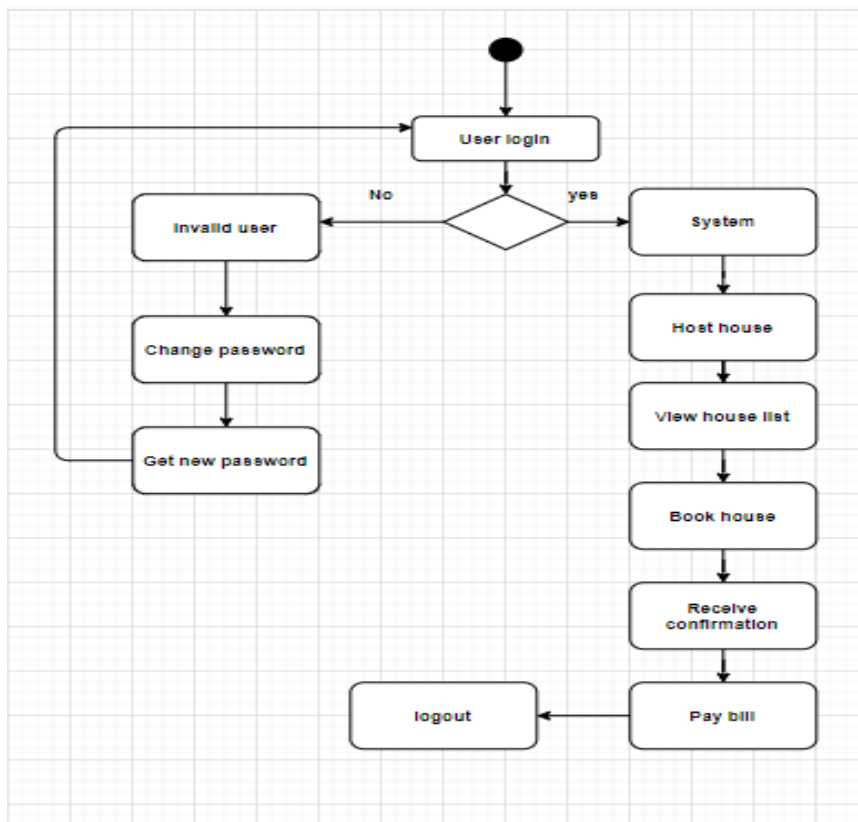 User login
No
yes
Invalid user
System
Change password
Host house
Get new password
View house list
Book house
Receive
confirmation
Pay bill
logout